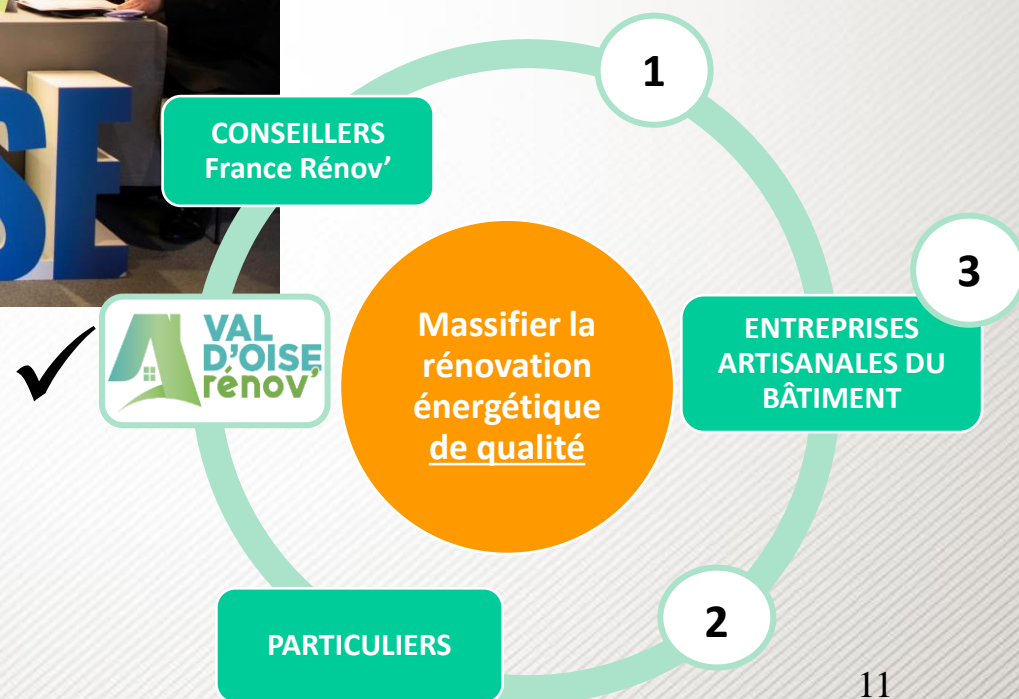 1
CONSEILLERS
France Rénov’
SE
3
VAL
D’OISE
rénov’
Massifier la
rénovation
énergétique
de qualité
ENTREPRISES
ARTISANALES DU
BÂTIMENT
2
PARTICULIERS
11